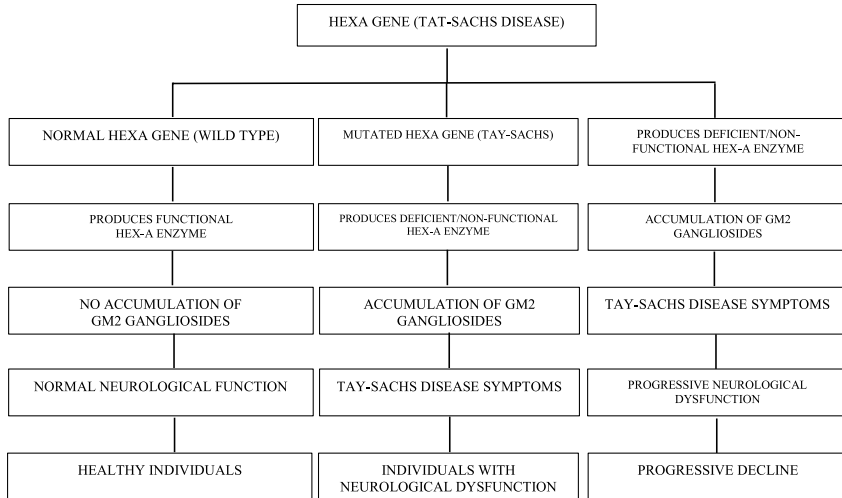 HEXA GENE (TAT-SACHS DISEASE)
NORMAL HEXA GENE (WILD TYPE)
MUTATED HEXA GENE (TAY-SACHS)
PRODUCES DEFICIENT/NON-
FUNCTIONAL HEX-A ENZYME
PRODUCES FUNCTIONAL
HEX-A ENZYME
PRODUCES DEFICIENT/NON-FUNCTIONAL
HEX-A ENZYME
ACCUMULATION OF GM2
GANGLIOSIDES
NO ACCUMULATION OF
GM2 GANGLIOSIDES
ACCUMULATION OF GM2
GANGLIOSIDES
TAY-SACHS DISEASE SYMPTOMS
NORMAL NEUROLOGICAL FUNCTION
TAY-SACHS DISEASE SYMPTOMS
PROGRESSIVE NEUROLOGICAL
DYSFUNCTION
HEALTHY INDIVIDUALS
INDIVIDUALS WITH
NEUROLOGICAL DYSFUNCTION
PROGRESSIVE DECLINE